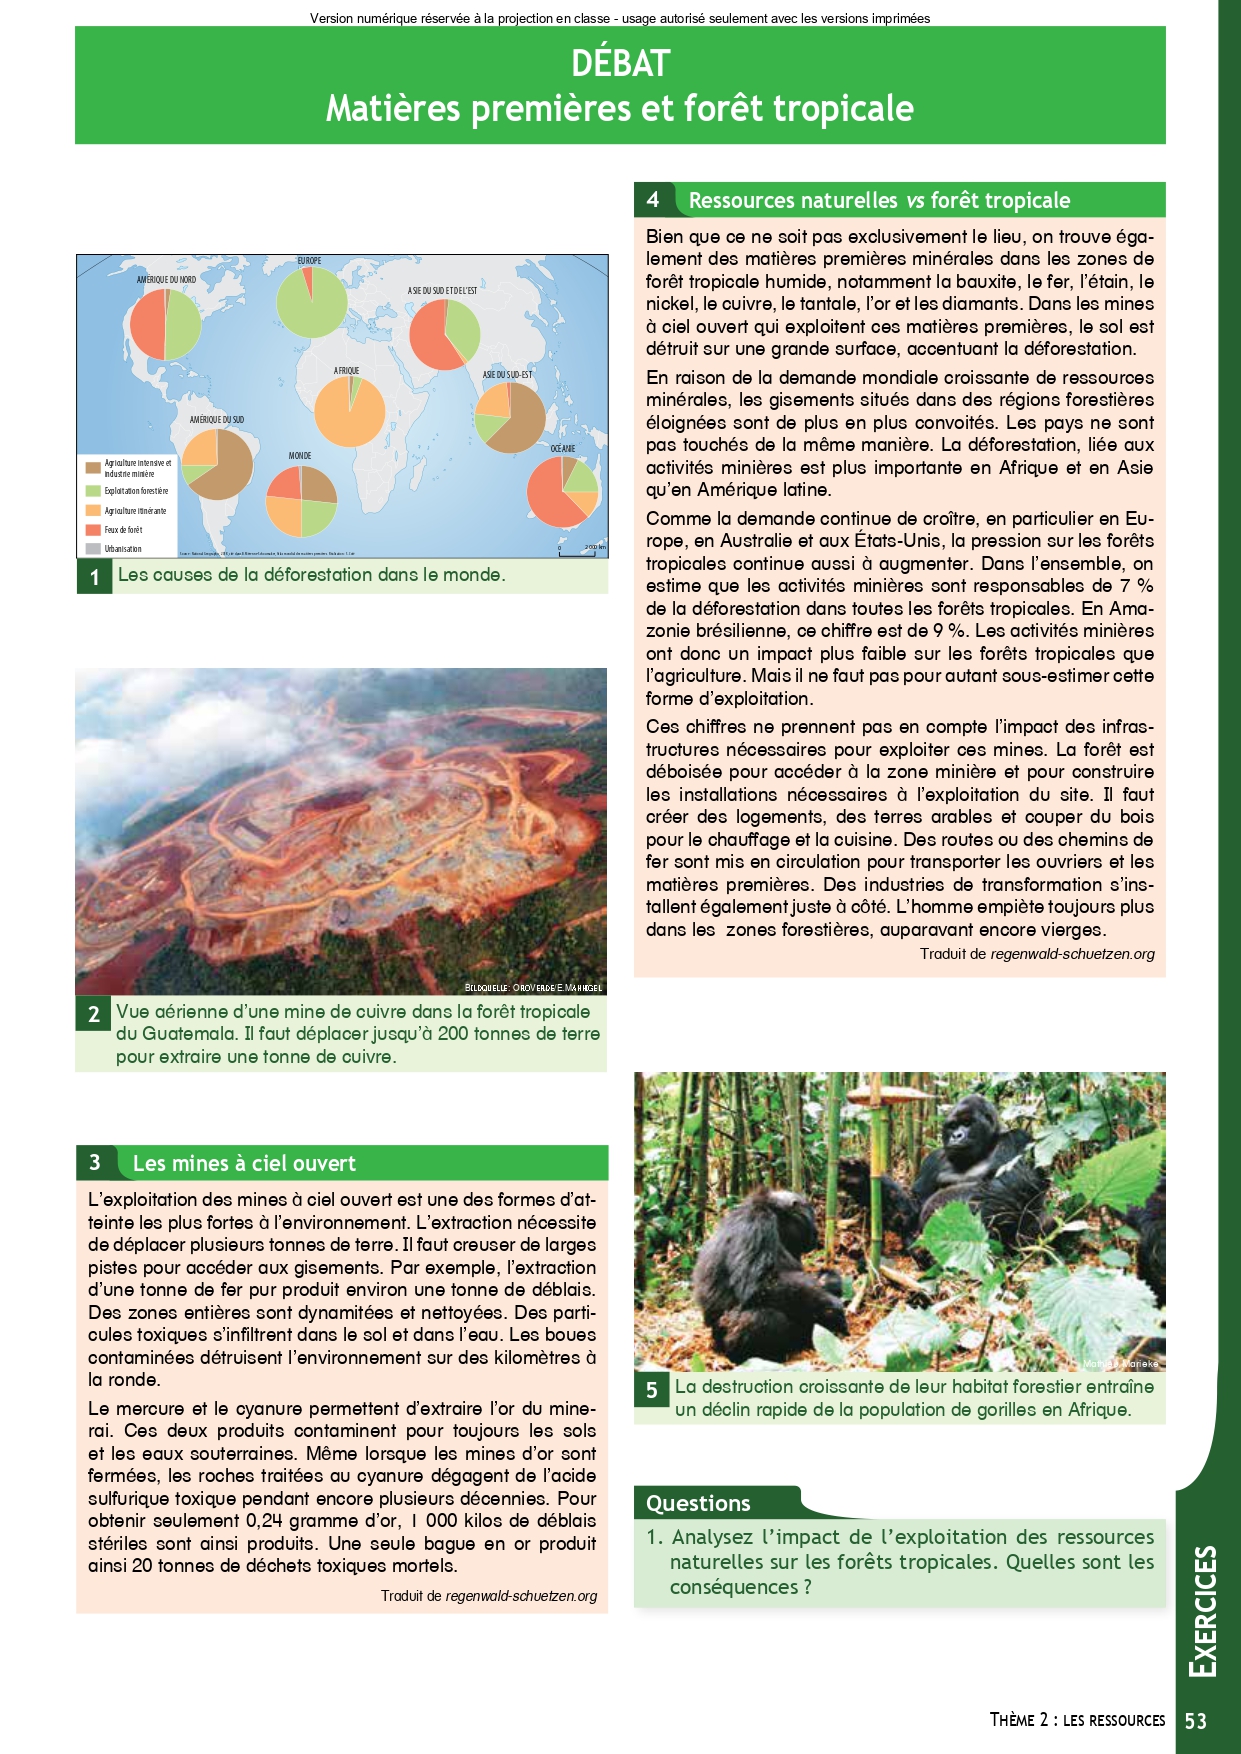 Version numérique réservée à la projection en classe - usage autorisé seulement avec les versions imprimées
DÉBAT
Matières premières et forêt tropicale
AMÉRIQUE DU NORD
EUROPE
ASIE DU SUD ET DE L'EST
AFRIQUE
ASIE DU SUD-EST
AMÉRIQUE DU SUD
MONDE
OCÉANIE
Agriculture intensive et
industrie minière
Exploitation forestière
Agriculture itinérante
Feux de forêt
Urbanisation
0 2 000 km
1 Les causes de la déforestation dans le monde.
BILDQUELLE: OROVERDE/E.MANNIGEL
2 Vue aérienne d'une mine de cuivre dans la forêt tropicale
du Guatemala. Il faut déplacer jusqu'à 200 tonnes de terre
pour extraire une tonne de cuivre.
3 Les mines à ciel ouvert
L'exploitation des mines à ciel ouvert est une des formes d'at-
teinte les plus fortes à l'environnement. L'extraction nécessite
de déplacer plusieurs tonnes de terre. Il faut creuser de larges
pistes pour accéder aux gisements. Par exemple, l'extraction
d'une tonne de fer pur produit environ une tonne de déblais.
Des zones entières sont dynamitées et nettoyées. Des parti-
cules toxiques s'infiltrent dans le sol et dans l'eau. Les boues
contaminées détruisent l'environnement sur des kilomètres à
la ronde.
Le mercure et le cyanure permettent d'extraire l'or du mine-
rai. Ces deux produits contaminent pour toujours les sols
et les eaux souterraines. Même lorsque les mines d'or sont
fermées, les roches traitées au cyanure dégagent de l'acide
sulfurique toxique pendant encore plusieurs décennies. Pour
obtenir seulement 0,24 gramme d'or, 1 000 kilos de déblais
stériles sont ainsi produits. Une seule bague en or produit
ainsi 20 tonnes de déchets toxiques mortels.
Traduit de regenwald-schuetzen.org
4 Ressources naturelles vs forêt tropicale
Bien que ce ne soit pas exclusivement le lieu, on trouve éga-
lement des matières premières minérales dans les zones de
forêt tropicale humide, notamment la bauxite, le fer, l'étain, le
nickel, le cuivre, le tantale, l'or et les diamants. Dans les mines
à ciel ouvert qui exploitent ces matières premières, le sol est
détruit sur une grande surface, accentuant la déforestation.
En raison de la demande mondiale croissante de ressources
minérales, les gisements situés dans des régions forestières
éloignées sont de plus en plus convoités. Les pays ne sont
pas touchés de la même manière. La déforestation, liée aux
activités minières est plus importante en Afrique et en Asie
qu'en Amérique latine.
Comme la demande continue de croître, en particulier en Eu-
rope, en Australie et aux États-Unis, la pression sur les forêts
tropicales continue aussi à augmenter. Dans l'ensemble, on
estime que les activités minières sont responsables de 7 %
de la déforestation dans toutes les forêts tropicales. En Ama-
zonie brésilienne, ce chiffre est de 9 %. Les activités minières
ont donc un impact plus faible sur les forêts tropicales que
l'agriculture. Mais il ne faut pas pour autant sous-estimer cette
forme d'exploitation.
Ces chiffres ne prennent pas en compte l'impact des infras-
tructures nécessaires pour exploiter ces mines. La forêt est
déboisée pour accéder à la zone minière et pour construire
les installations nécessaires à l'exploitation du site. Il faut
créer des logements, des terres arables et couper du bois
pour le chauffage et la cuisine. Des routes ou des chemins de
fer sont mis en circulation pour transporter les ouvriers et les
matières premières. Des industries de transformation s'ins-
tallent également juste à côté. L'homme empiète toujours plus
dans les zones forestières, auparavant encore vierges.
Traduit de regenwald-schuetzen.org
Marieke
5 La destruction croissante de leur habitat forestier entraîne
un déclin rapide de la population de gorilles en Afrique.
Questions
1. Analysez l'impact de l'exploitation des ressources
naturelles sur les forêts tropicales. Quelles sont les
conséquences ?
EXERCICES
THÈME 2 : LES RESSOURCES 53